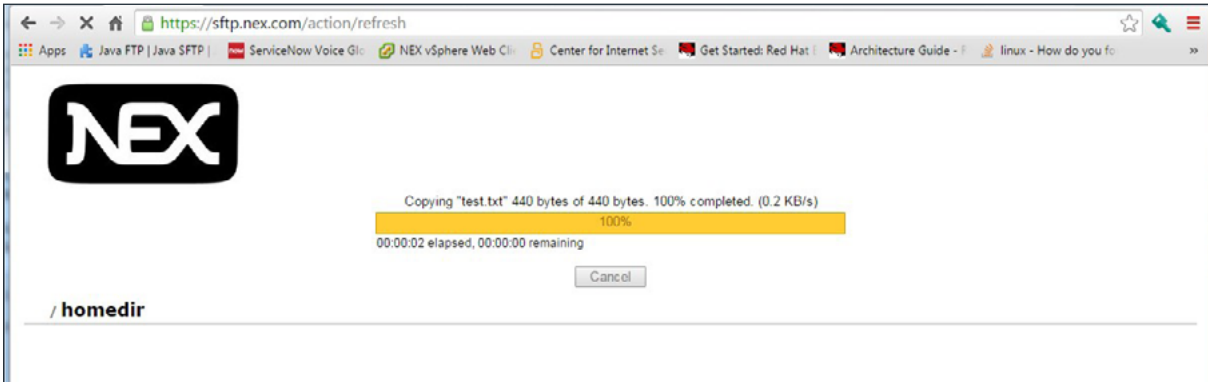 https://sftp.nex.com/action/refresh
Apps Java FTP | Java SFTP | ServiceNow Voice Glo NEX vSphere Web Cli Center for Internet Se Get Started: Red Hat E Architecture Guide - R linux - How do you fo »
NEX
Copying "test.txt" 440 bytes of 440 bytes. 100% completed. (0.2 KB/s)
100%
00:00:02 elapsed, 00:00:00 remaining
Cancel
/ homedir